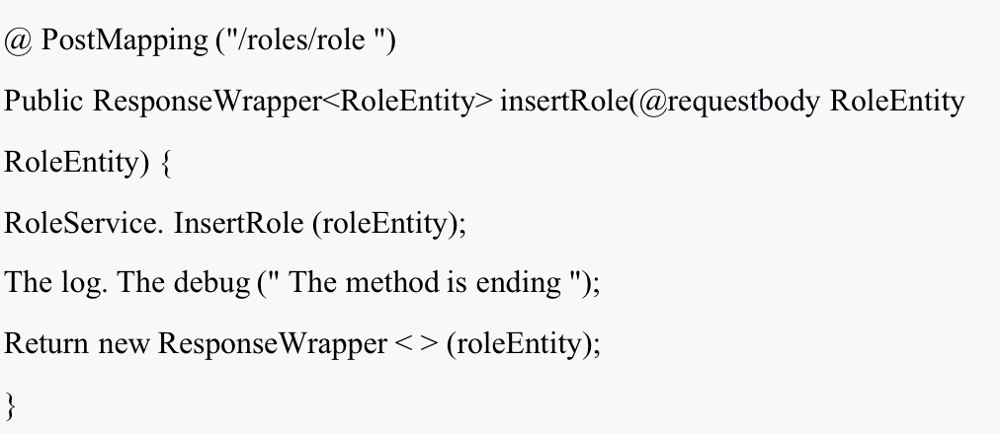 @ PostMapping ("/roles/role ")
Public ResponseWrapper<RoleEntity> insertRole(@requestbody RoleEntity
RoleEntity) {
RoleService. InsertRole (roleEntity);
The log. The debug (" The method is ending ");
Return new ResponseWrapper < > (roleEntity);
}